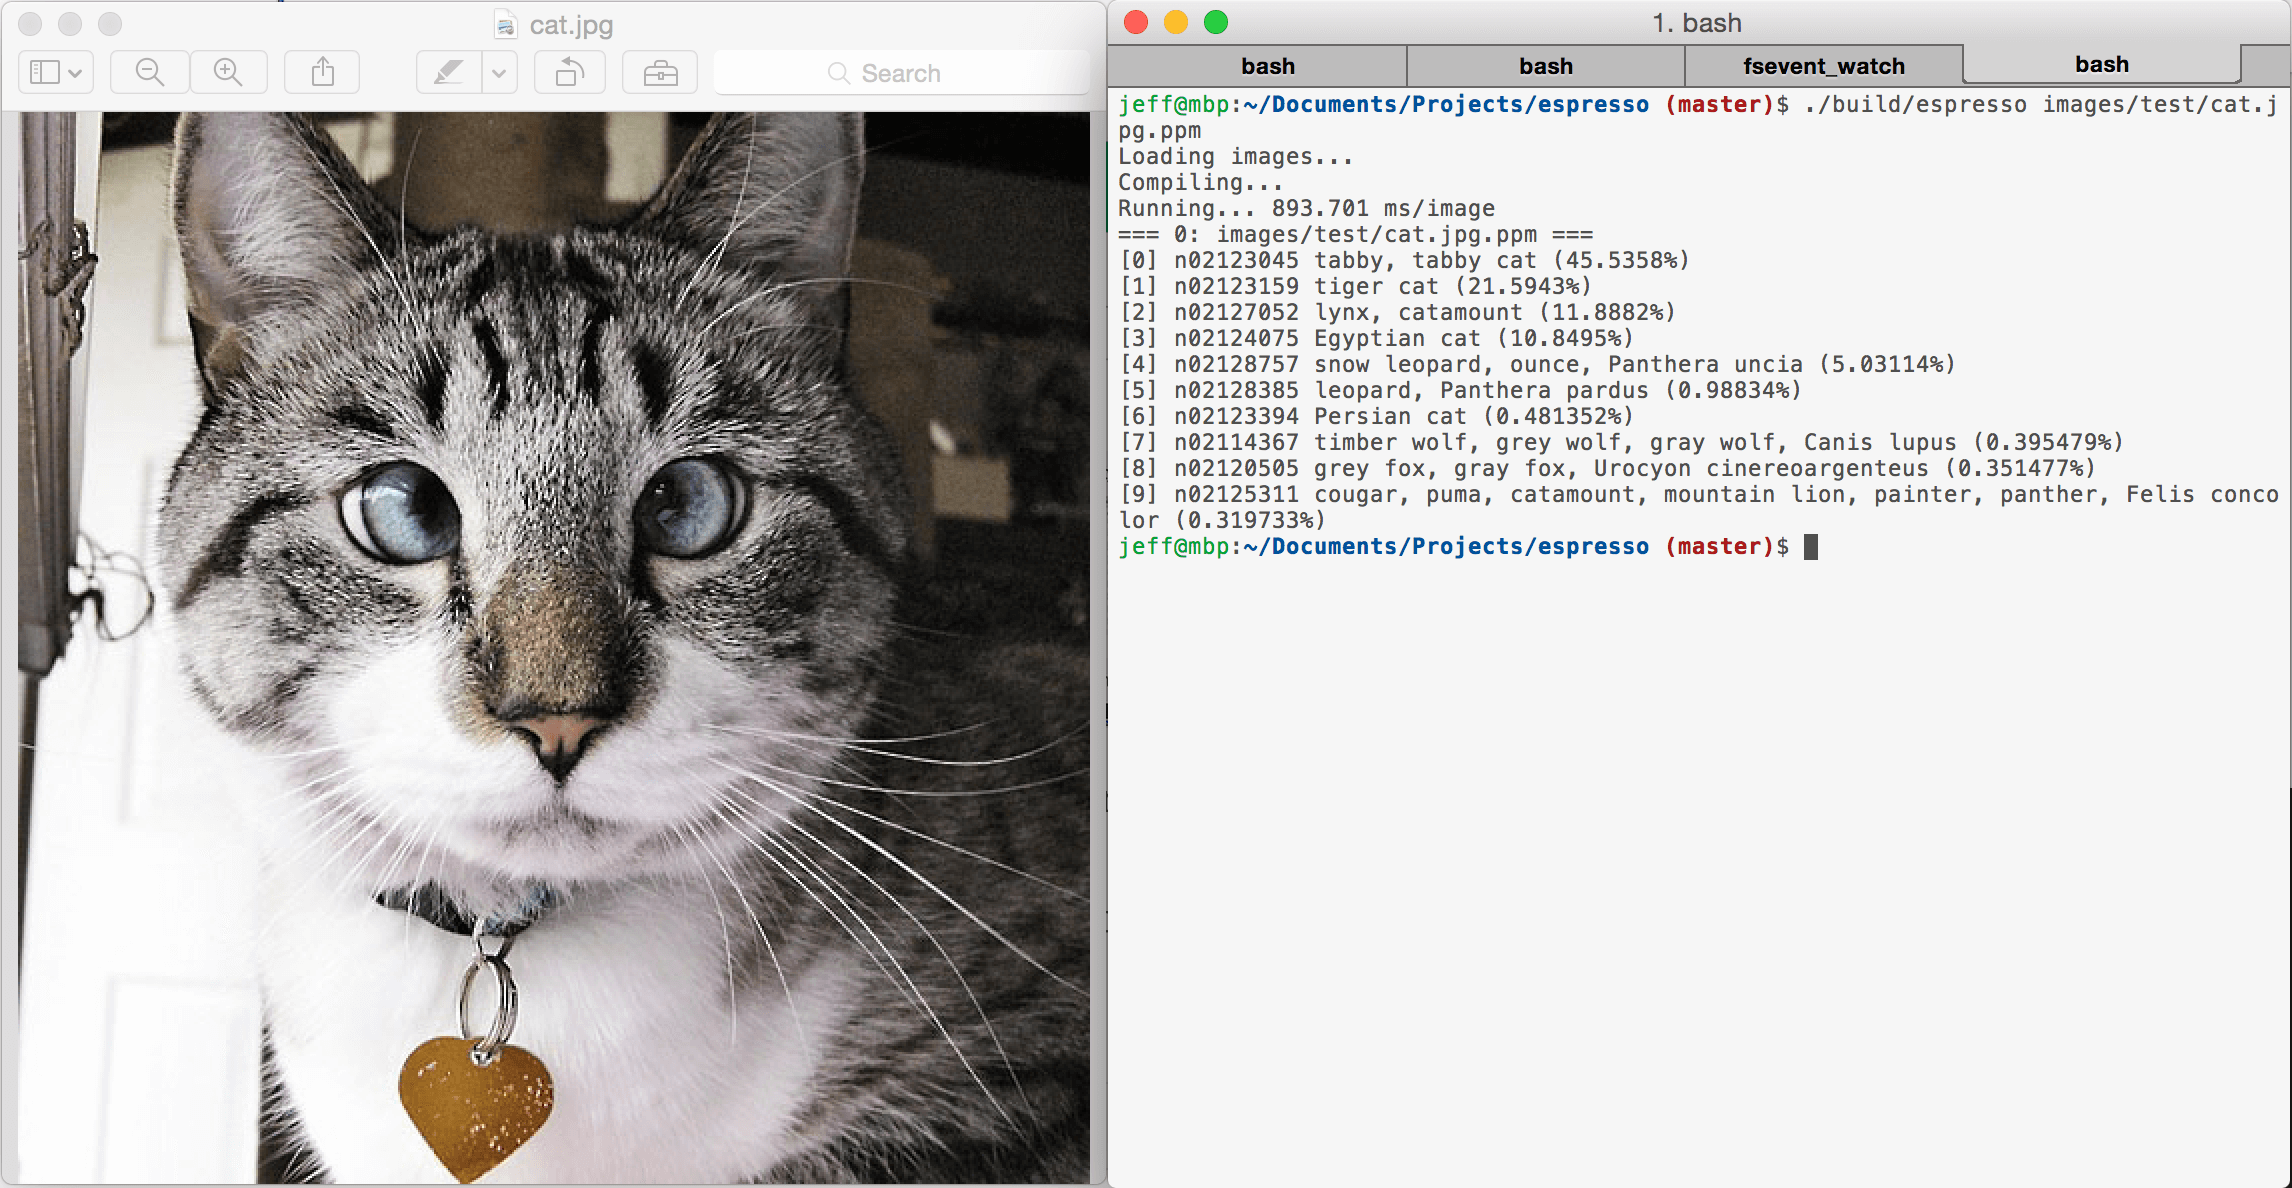 cat.jpg
Search
1. bash
bash
bash
fsevent_watch
bash
jeff@mbp:~/Documents/Projects/espresso (master)$ ./build/espresso images/test/cat.j
pg.ppm
Loading images...
Compiling...
Running... 893.701 ms/image
=== 0: images/test/cat.jpg.ppm ===
[0] n02123045 tabby, tabby cat (45.5358%)
[1] n02123159 tiger cat (21.5943%)
[2] n02127052 lynx, catamount (11.8882%)
[3] n02124075 Egyptian cat (10.8495%)
[4] n02128757 snow leopard, ounce, Panthera uncia (5.03114%)
[5] n02128385 leopard, Panthera pardus (0.98834%)
[6] n02123394 Persian cat (0.481352%)
[7] n02114367 timber wolf, grey wolf, gray wolf, Canis lupus (0.395479%)
[8] n02120505 grey fox, gray fox, Urocyon cinereoargenteus (0.351477%)
[9] n02125311 cougar, puma, catamount, mountain lion, painter, panther, Felis conco
lor (0.319733%)
jeff@mbp:~/Documents/Projects/espresso (master)$